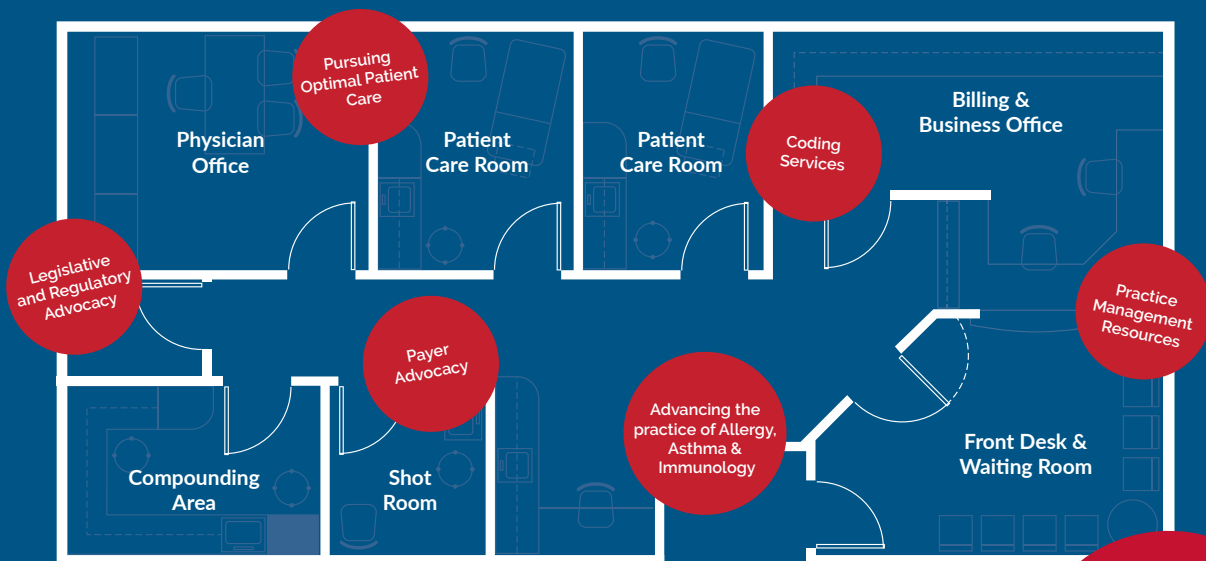 Pursuing
Optimal Patient
Care
Physician
Office
Patient
Care Room
Patient
Care Room
Coding
Services
Billing &
Business Office
Legislative
and Regulatory
Advocacy
Payer
Advocacy
Practice
Management
Resources
Advancing the
practice of Allergy,
Asthma &
Immunology
Front Desk &
Waiting Room
Compounding
Area
Shot
Room